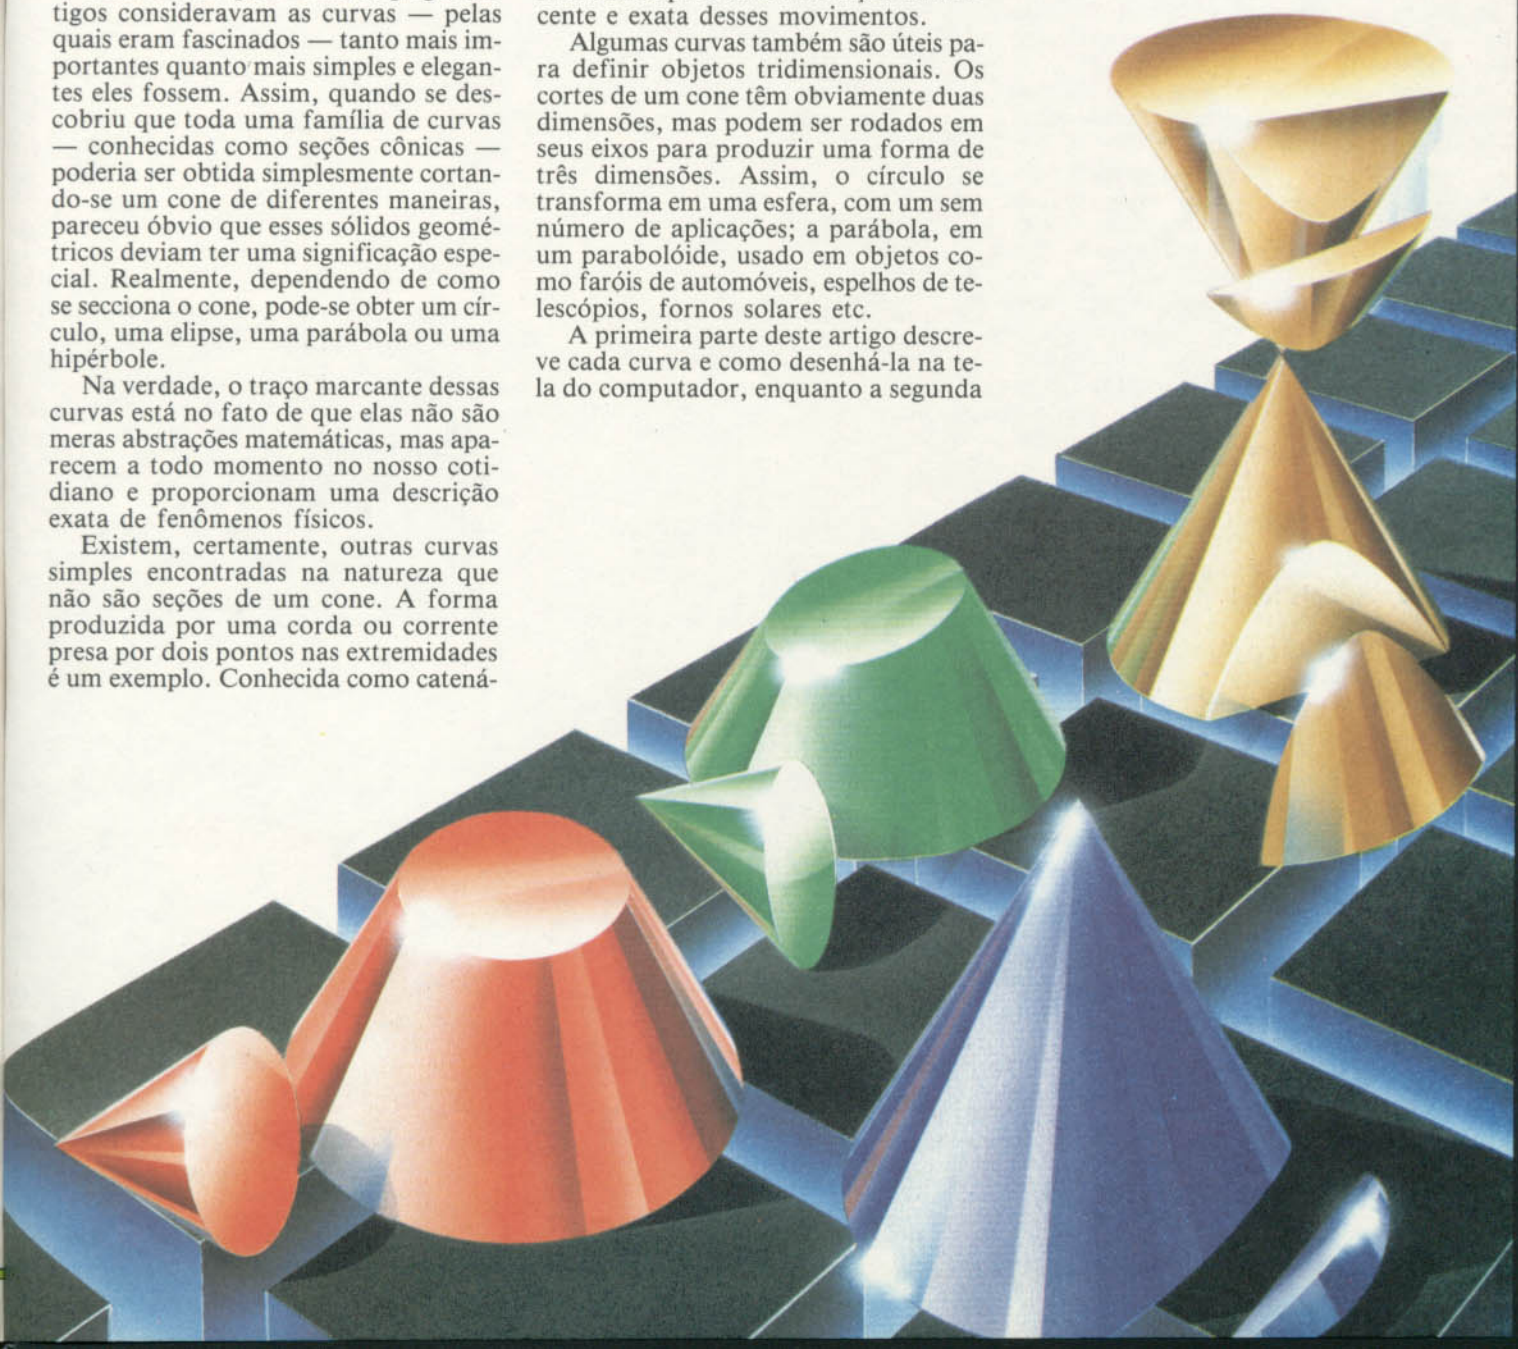 tigos consideravam as curvas — pelas
quais eram fascinados — tanto mais im-
portantes quanto mais simples e elegan-
tes eles fossem. Assim, quando se des-
cobriu que toda uma família de curvas
— conhecidas como seções cônicas —
poderia ser obtida simplesmente cortan-
do-se um cone de diferentes maneiras,
pareceu óbvio que esses sólidos geomé-
tricos deviam ter uma significação espe-
cial. Realmente, dependendo de como
se secciona o cone, pode-se obter um cír-
culo, uma elipse, uma parábola ou uma
hipérbole.
Na verdade, o traço marcante dessas
curvas está no fato de que elas não são
meras abstrações matemáticas, mas apa-
recem a todo momento no nosso coti-
diano e proporcionam uma descrição
exata de fenômenos físicos.
Existem, certamente, outras curvas
simples encontradas na natureza que
não são seções de um cone. A forma
produzida por uma corda ou corrente
presa por dois pontos nas extremidades
é um exemplo. Conhecida como catená-
cente e exata desses movimentos.
Algumas curvas também são úteis pa-
ra definir objetos tridimensionais. Os
cortes de um cone têm obviamente duas
dimensões, mas podem ser rodados em
seus eixos para produzir uma forma de
três dimensões. Assim, o círculo se
transforma em uma esfera, com um sem
número de aplicações; a parábola, em
um parabolóide, usado em objetos co-
mo faróis de automóveis, espelhos de te-
lescópios, fornos solares etc.
A primeira parte deste artigo descre-
ve cada curva e como desenhá-la na te-
la do computador, enquanto a segunda